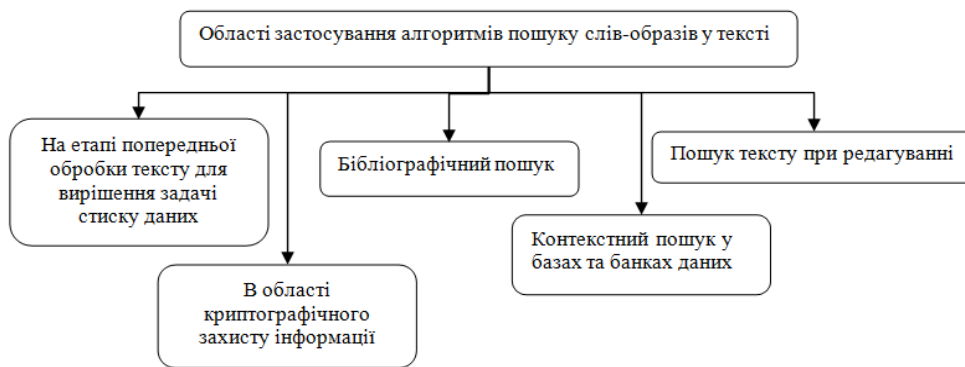 Області застосування алгоритмів пошуку слів-образів у тексті
На етапі попередньої
обробки тексту для
вирішення задачі
стиску даних
Бібліографічний пошук
Пошук тексту при редагуванні
Контекстний пошук у
базах та банках даних
В області
криптографічного
захисту інформації